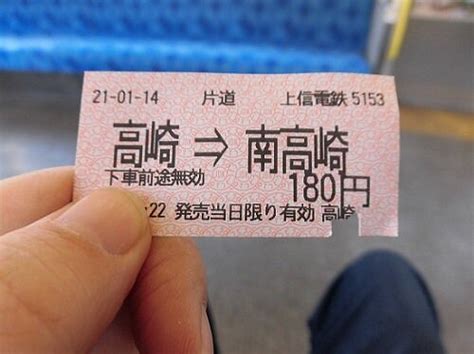 21-01-14 片道 上信電鉄 5153
高崎 ⇒ 南高崎
下車前途無効 180円
:22 発売当日限り有効 高崎